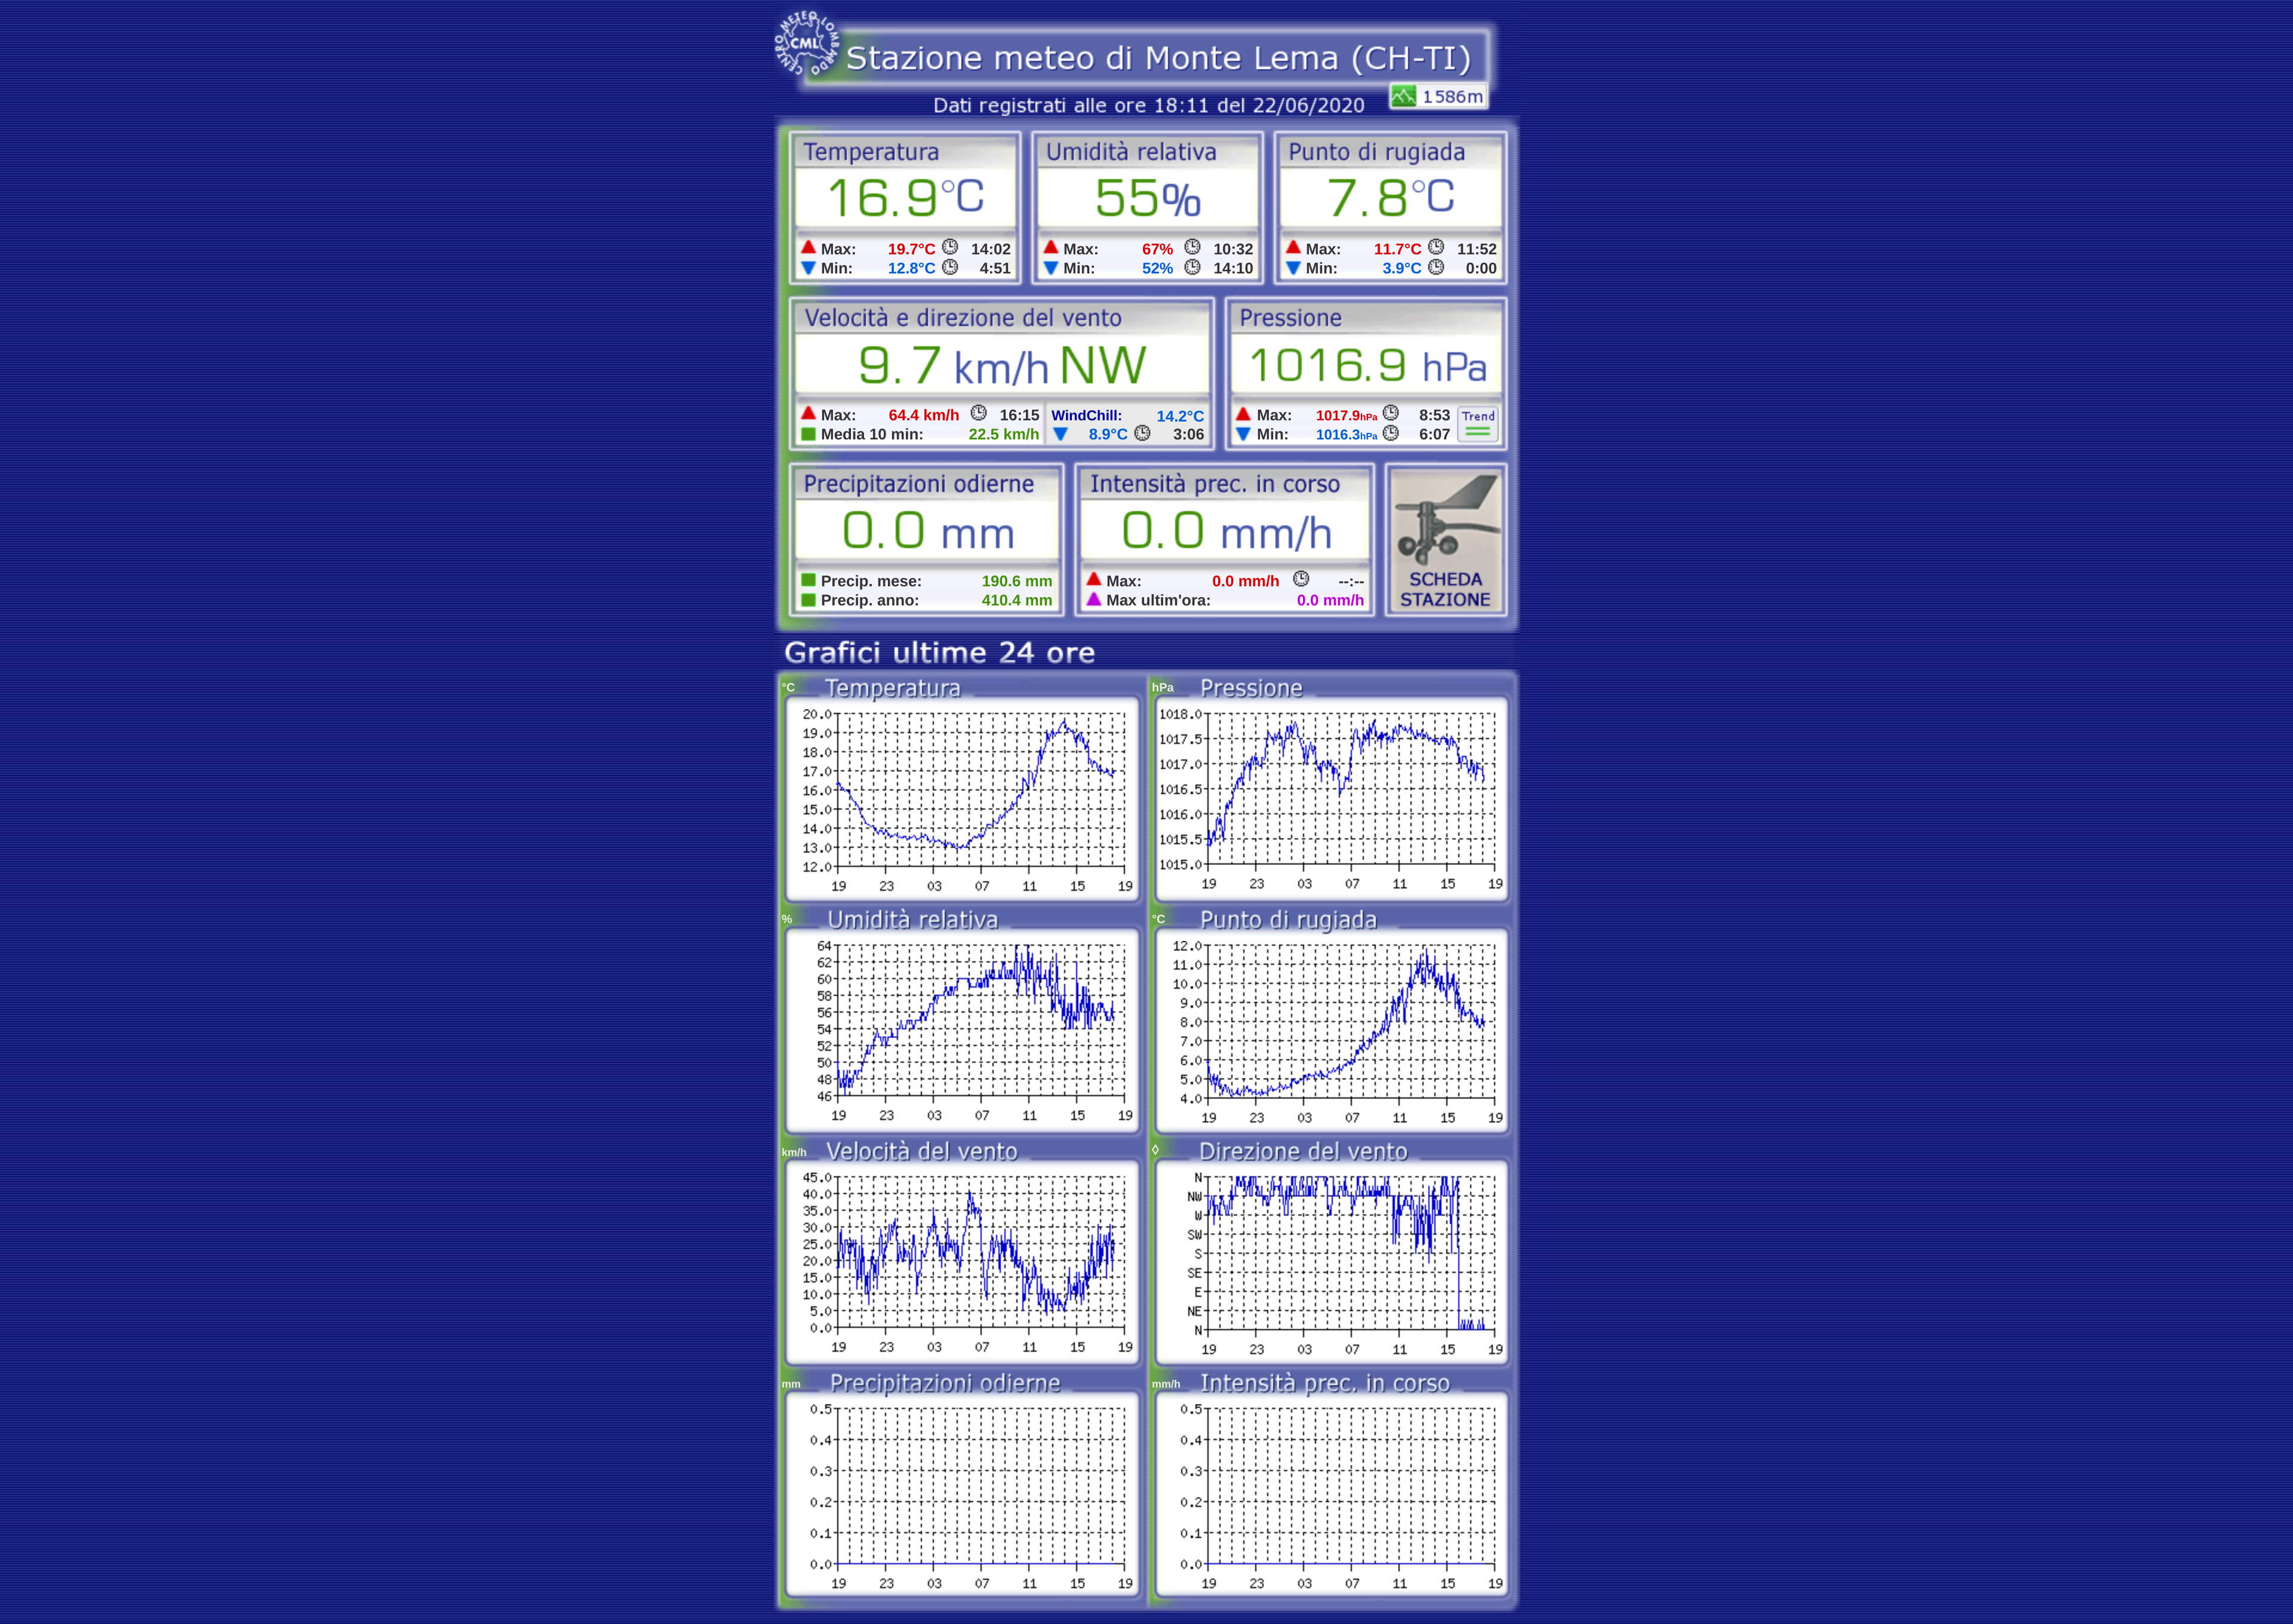 CENTRO METEO LOMBARDO
CML
Stazione meteo di Monte Lema (CH-TI)
Dati registrati alle ore 18:11 del 22/06/2020
1586m
Temperatura
16.9°C
Max: 19.7°C 14:02
Min: 12.8°C 4:51
Umidità relativa
55%
Max: 67% 10:32
Min: 52% 14:10
Punto di rugiada
7.8°C
Max: 11.7°C 11:52
Min: 3.9°C 0:00
Velocità e direzione del vento
9.7 km/h NW
Max: 64.4 km/h 16:15
Media 10 min: 22.5 km/h
WindChill: 14.2°C
8.9°C 3:06
Pressione
1016.9 hPa
Max: 1017.9hPa 8:53
Min: 1016.3hPa 6:07
Trend
Precipitazioni odierne
0.0 mm
Precip. mese: 190.6 mm
Precip. anno: 410.4 mm
Intensità prec. in corso
0.0 mm/h
Max: 0.0 mm/h --:--
Max ultim'ora: 0.0 mm/h
SCHEDA
STAZIONE
Grafici ultime 24 ore
°C Temperatura
20.0
19.0
18.0
17.0
16.0
15.0
14.0
13.0
12.0
19 23 03 07 11 15 19
hPa Pressione
1018.0
1017.5
1017.0
1016.5
1016.0
1015.5
1015.0
19 23 03 07 11 15 19
% Umidità relativa
64
62
60
58
56
54
52
50
48
46
19 23 03 07 11 15 19
°C Punto di rugiada
12.0
11.0
10.0
9.0
8.0
7.0
6.0
5.0
4.0
19 23 03 07 11 15 19
km/h Velocità del vento
45.0
40.0
35.0
30.0
25.0
20.0
15.0
10.0
5.0
0.0
19 23 03 07 11 15 19
◊ Direzione del vento
N
NW
W
SW
S
SE
E
NE
N
19 23 03 07 11 15 19
mm Precipitazioni odierne
0.5
0.4
0.3
0.2
0.1
0.0
19 23 03 07 11 15 19
mm/h Intensità prec. in corso
0.5
0.4
0.3
0.2
0.1
0.0
19 23 03 07 11 15 19